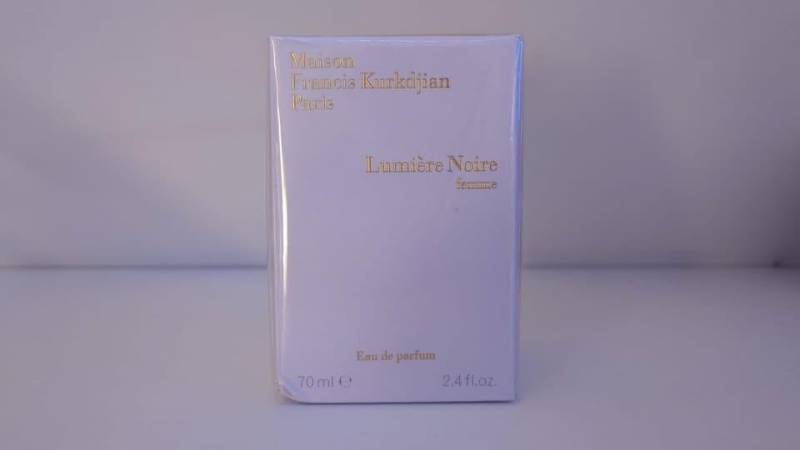 Maison
Francis Kurkdjian
Paris
Lumière Noire
femme
Eau de parfum
70 ml ℮ 2.4 fl.oz.